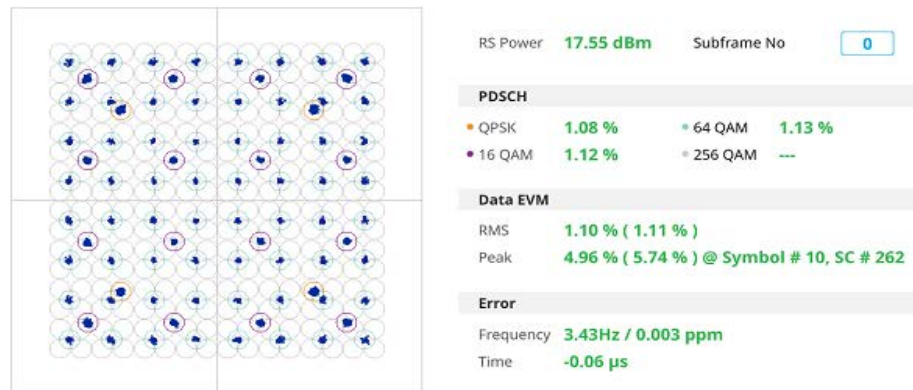 RS Power 17.55 dBm Subframe No 0
PDSCH
QPSK 1.08 % 64 QAM 1.13 %
16 QAM 1.12 % 256 QAM ---
Data EVM
RMS 1.10 % ( 1.11 % )
Peak 4.96 % ( 5.74 % ) @ Symbol # 10, SC # 262
Error
Frequency 3.43Hz / 0.003 ppm
Time -0.06 μs